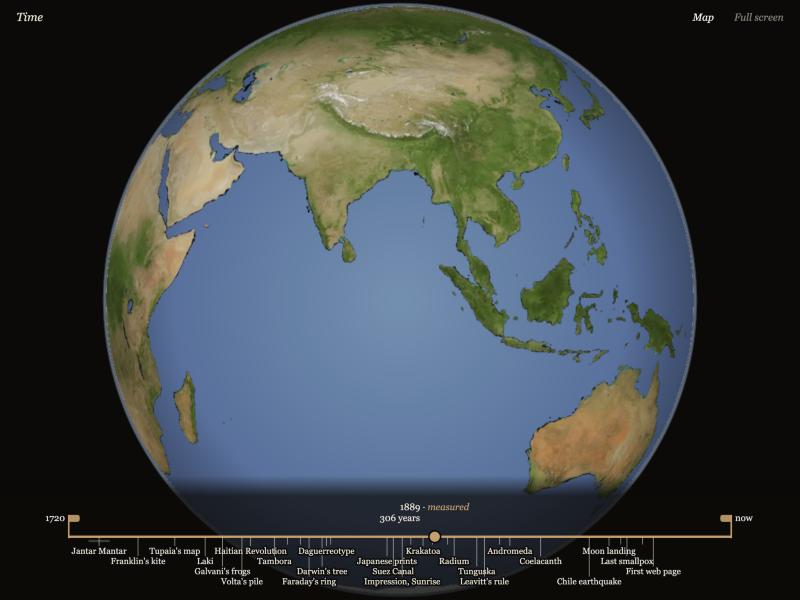 Time
Map Full screen
1889 · measured
306 years
1720 now
Jantar Mantar Tupaia's map Haitian Revolution Daguerreotype Krakatoa Andromeda Moon landing
Franklin's kite Laki Tambora Japanese prints Radium Coelacanth Last smallpox
Galvani's frogs Darwin's tree Suez Canal Tunguska First web page
Volta's pile Faraday's ring Impression, Sunrise Leavitt's rule Chile earthquake